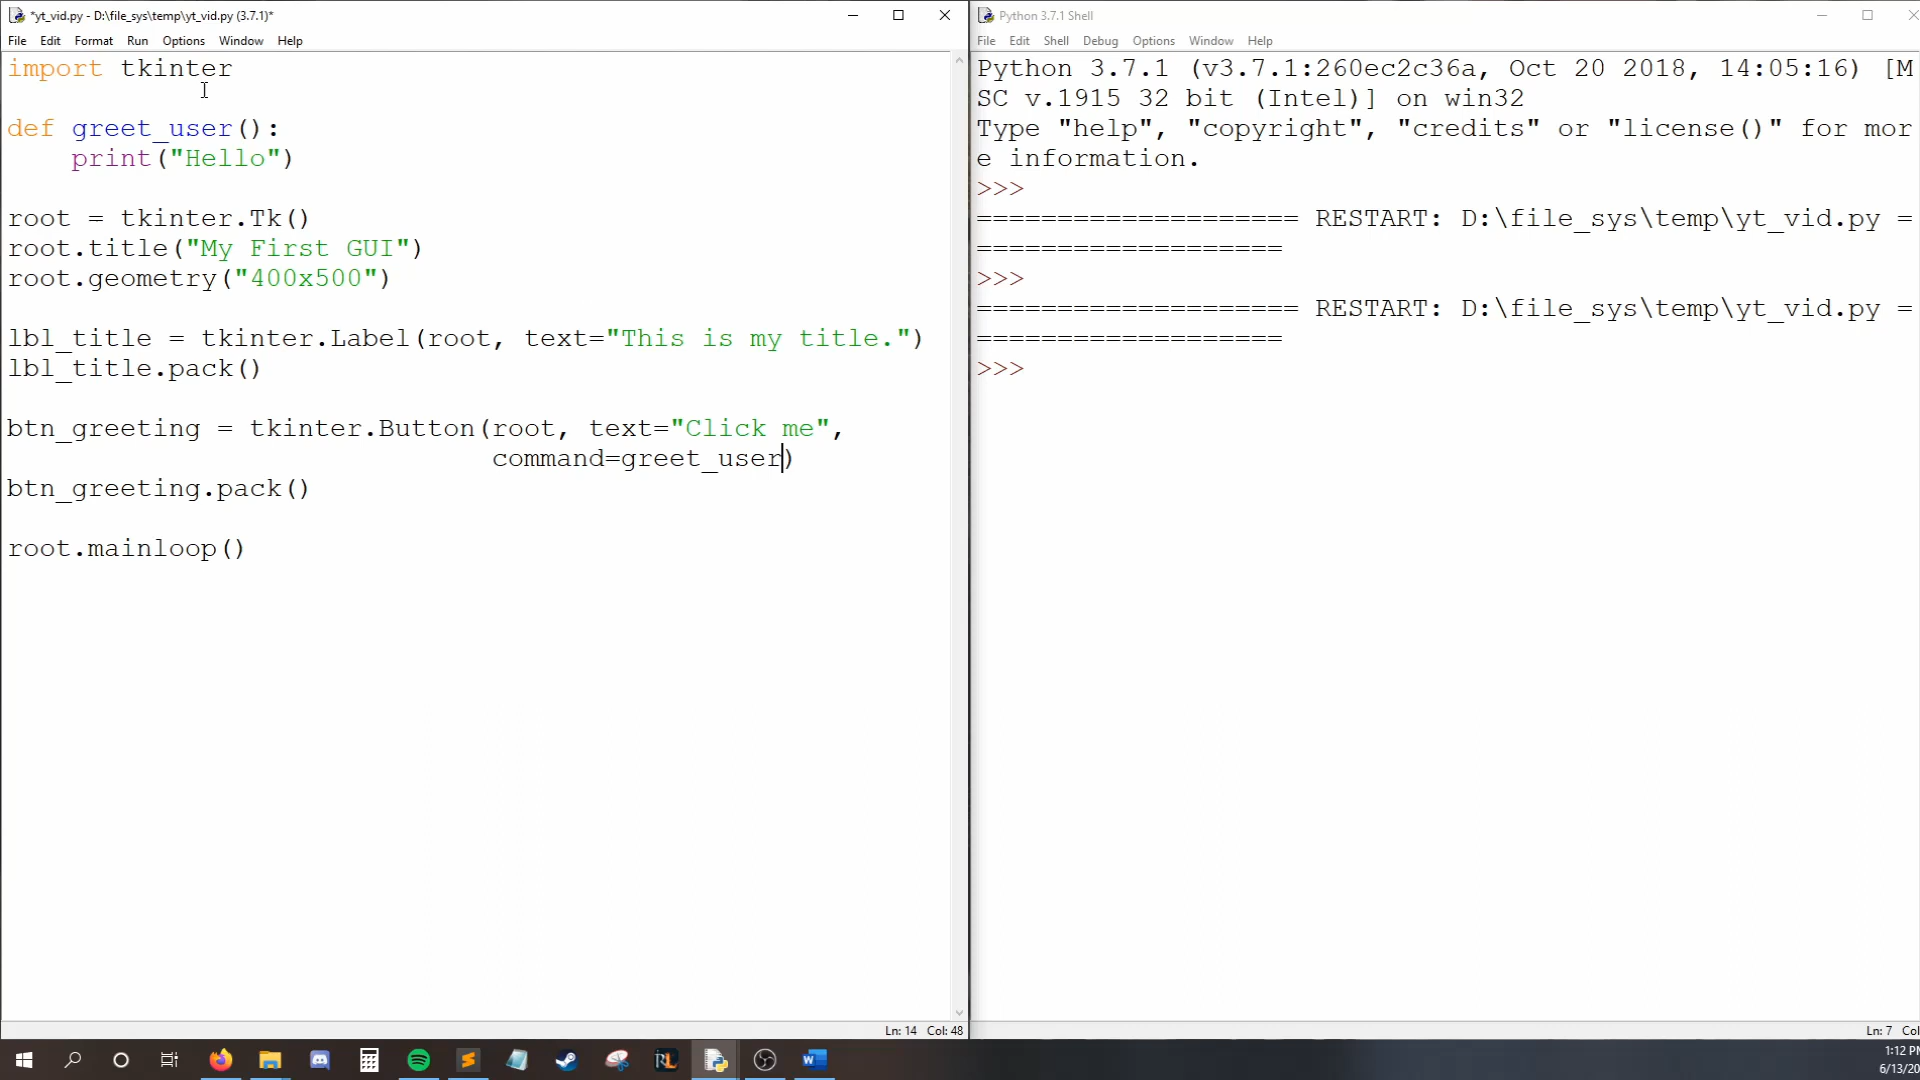 *yt_vid.py - D:\file_sys\temp\yt_vid.py (3.7.1)*
File Edit Format Run Options Window Help
import tkinter
def greet_user():
    print("Hello")
root = tkinter.Tk()
root.title("My First GUI")
root.geometry("400x500")
lbl_title = tkinter.Label(root, text="This is my title.")
lbl_title.pack()
btn_greeting = tkinter.Button(root, text="Click me",
                              command=greet_user)
btn_greeting.pack()
root.mainloop()
Ln: 14 Col: 48
Python 3.7.1 Shell
File Edit Shell Debug Options Window Help
Python 3.7.1 (v3.7.1:260ec2c36a, Oct 20 2018, 14:05:16) [M
SC v.1915 32 bit (Intel)] on win32
Type "help", "copyright", "credits" or "license()" for mor
e information.
>>>
==================== RESTART: D:\file_sys\temp\yt_vid.py =
===================
>>>
==================== RESTART: D:\file_sys\temp\yt_vid.py =
===================
>>>
Ln: 7 Col
RL
1:12 PM
6/13/20